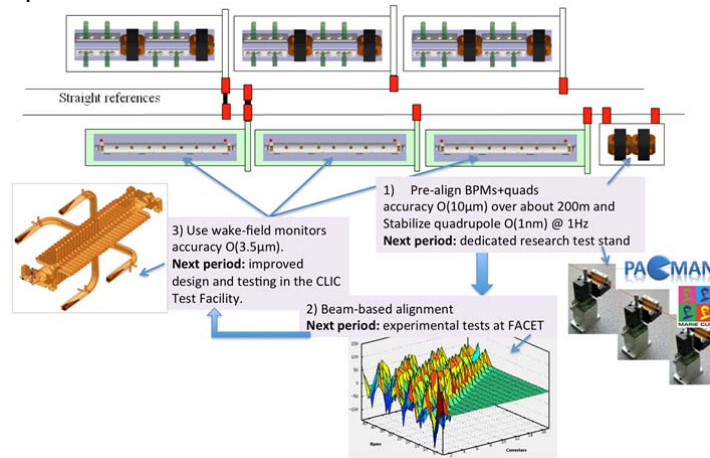 Straight references
1) Pre-align BPMs+quads
accuracy O(10μm) over about 200m and
Stabilize quadrupole O(1nm) @ 1Hz
Next period: dedicated research test stand
PACMAN
MARIE CU
3) Use wake-field monitors
accuracy O(3.5μm).
Next period: improved
design and testing in the CLIC
Test Facility.
2) Beam-based alignment
Next period: experimental tests at FACET